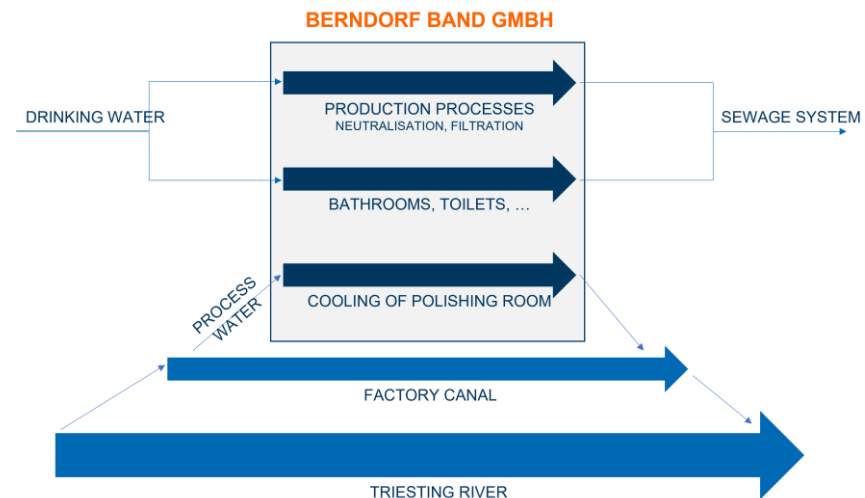 BERNDORF BAND GMBH
DRINKING WATER
PRODUCTION PROCESSES
NEUTRALISATION, FILTRATION
SEWAGE SYSTEM
BATHROOMS, TOILETS, …
PROCESS
WATER
COOLING OF POLISHING ROOM
FACTORY CANAL
TRIESTING RIVER